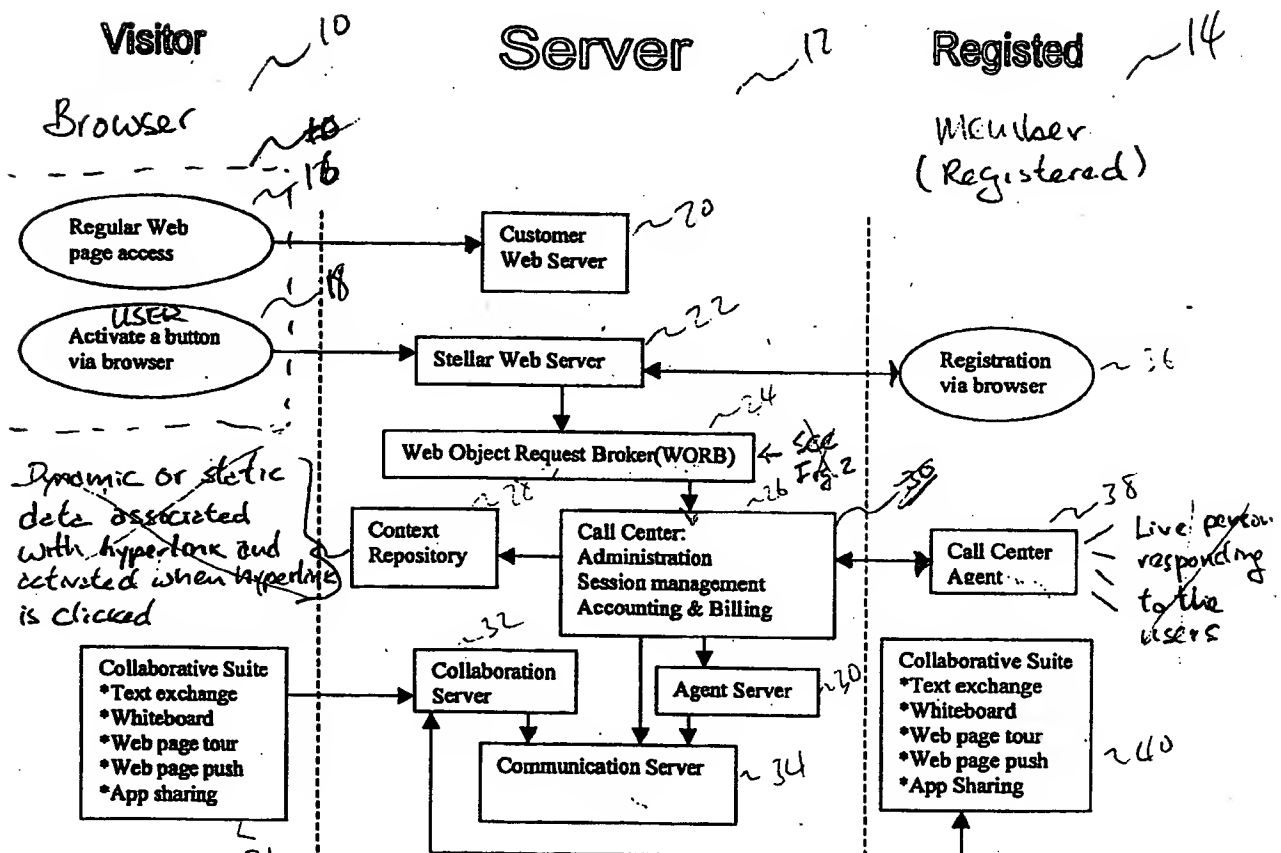 Visitor
10
Server
12
Registed
14
Browser
10
Member
(Registered)
16
Regular Web
page access
Customer
Web Server
20
18
USER
Activate a button
via browser
Stellar Web Server
22
Registration
via browser
36
24
Web Object Request Broker(WORB)
← see
Fig. 2
Dynamic or static
data associated
with hyperlink and
activated when hyperlink
is clicked
28
Context
Repository
26
Call Center:
Administration
Session management
Accounting & Billing
38
Call Center
Agent
Live person
responding
to the
users
Collaborative Suite
*Text exchange
*Whiteboard
*Web page tour
*Web page push
*App sharing
32
Collaboration
Server
Agent Server
30
Communication Server
34
Collaborative Suite
*Text exchange
*Whiteboard
*Web page tour
*Web page push
*App Sharing
40